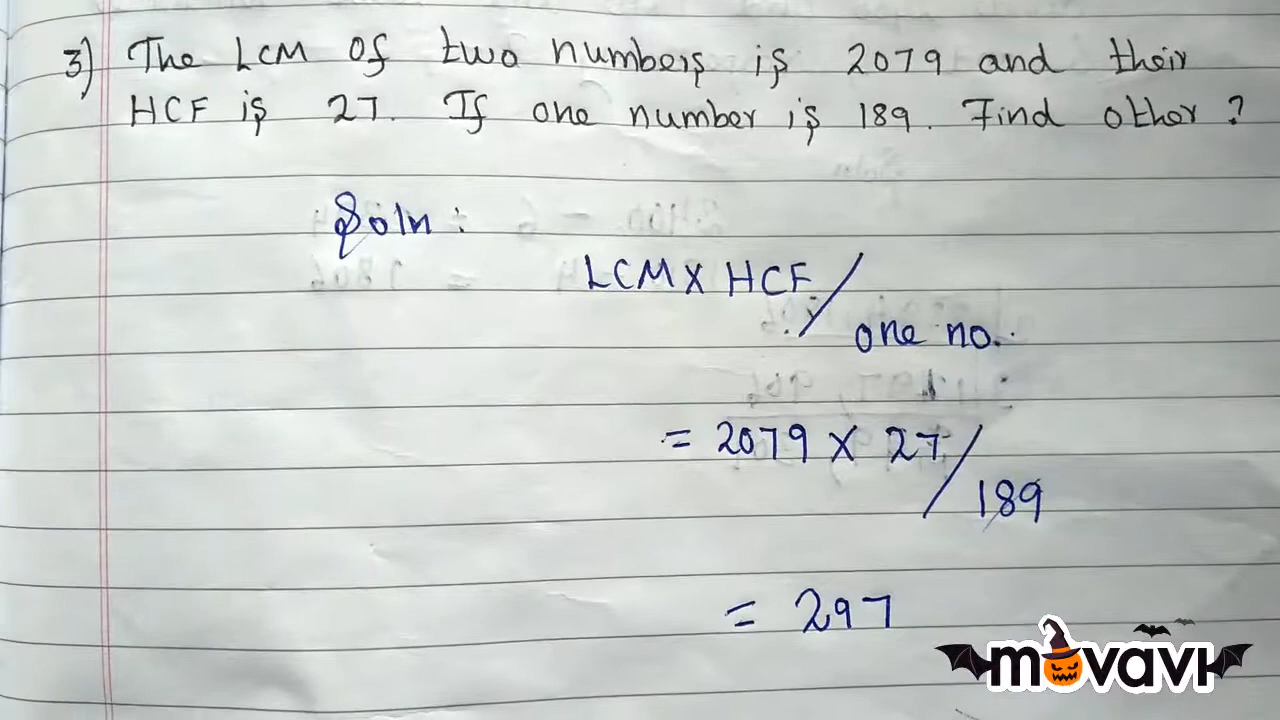 3) The LCM of two numbers is 2079 and their
HCF is 27. If one number is 189. Find other?
Soln:
LCM X HCF/
one no.
= 2079 X 27/
189
= 297
movavi